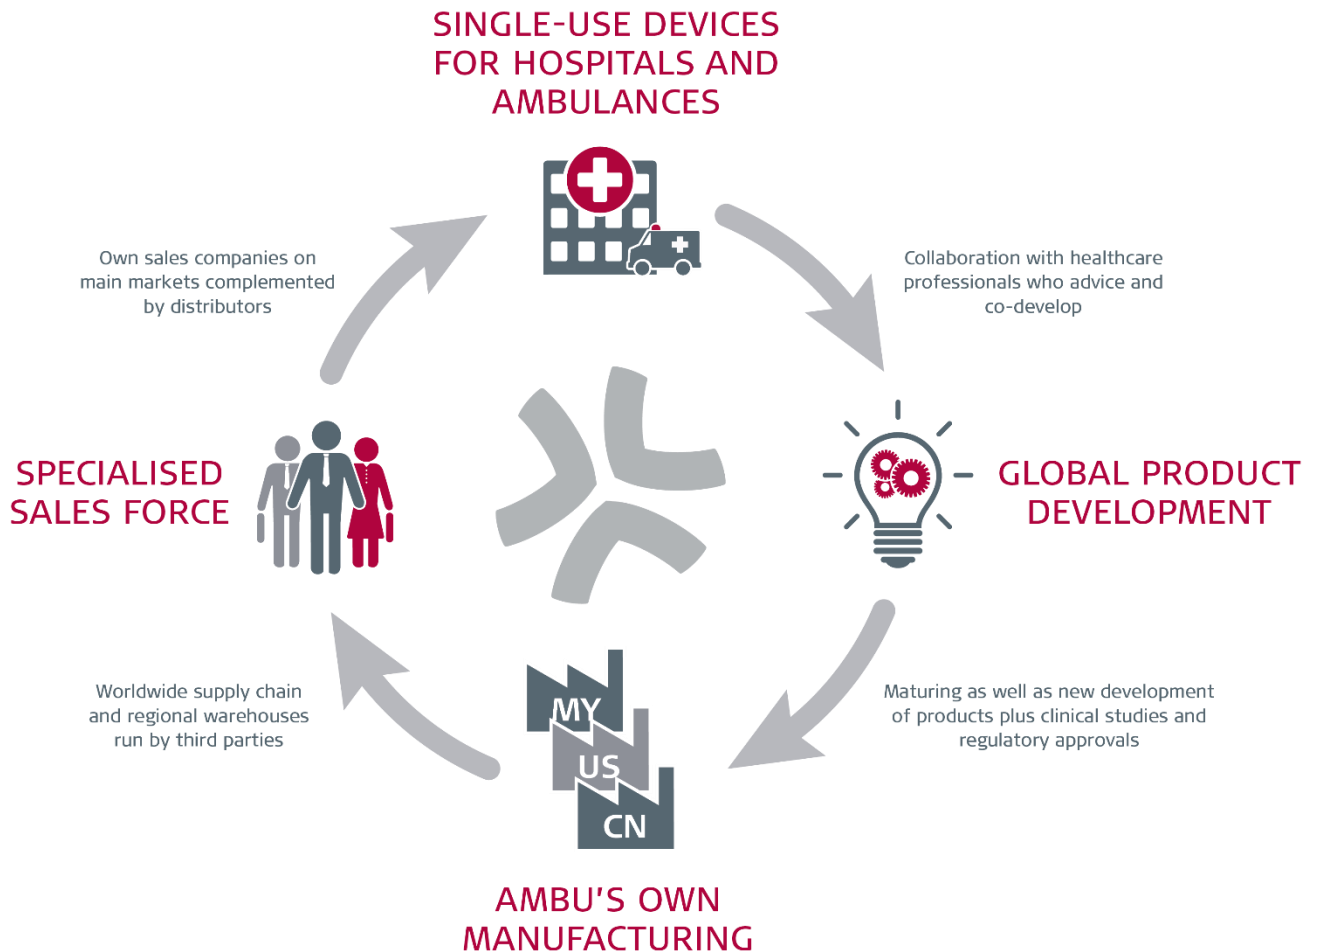 SINGLE-USE DEVICES
FOR HOSPITALS AND
AMBULANCES
Own sales companies on
main markets complemented
by distributors
Collaboration with healthcare
professionals who advice and
co-develop
SPECIALISED
SALES FORCE
GLOBAL PRODUCT
DEVELOPMENT
Worldwide supply chain
and regional warehouses
run by third parties
MY
US
CN
Maturing as well as new development
of products plus clinical studies and
regulatory approvals
AMBU'S OWN
MANUFACTURING